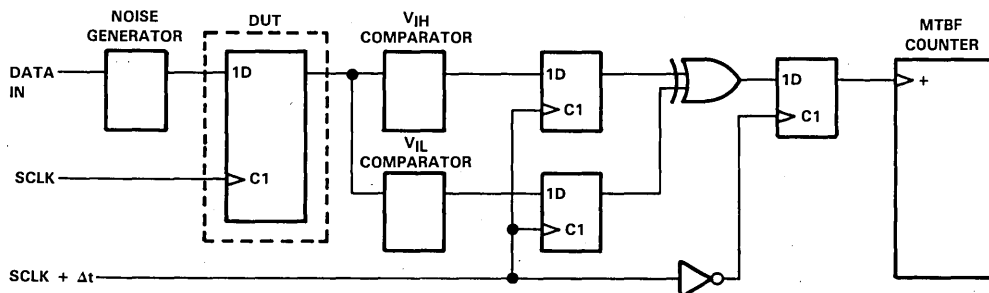 NOISE
GENERATOR
DUT
VIH
COMPARATOR
MTBF
COUNTER
DATA
IN
1D
1D
1D
+
C1
C1
VIL
COMPARATOR
SCLK
C1
1D
C1
SCLK + Δt